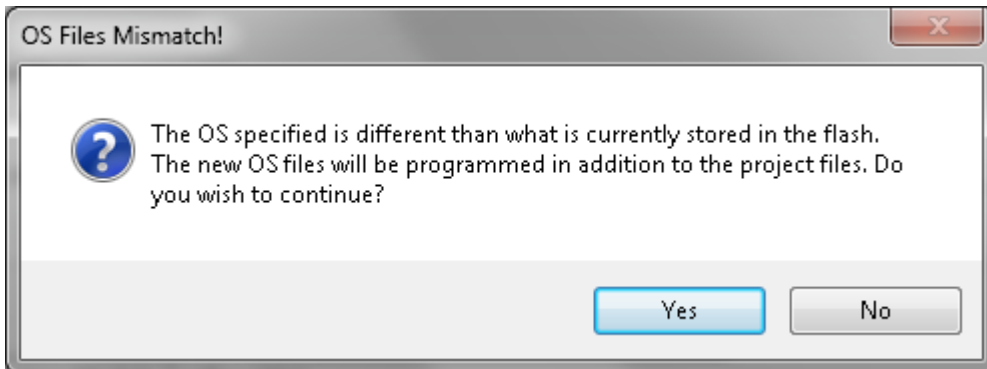 OS Files Mismatch!
The OS specified is different than what is currently stored in the flash.
The new OS files will be programmed in addition to the project files. Do
you wish to continue?
Yes
No